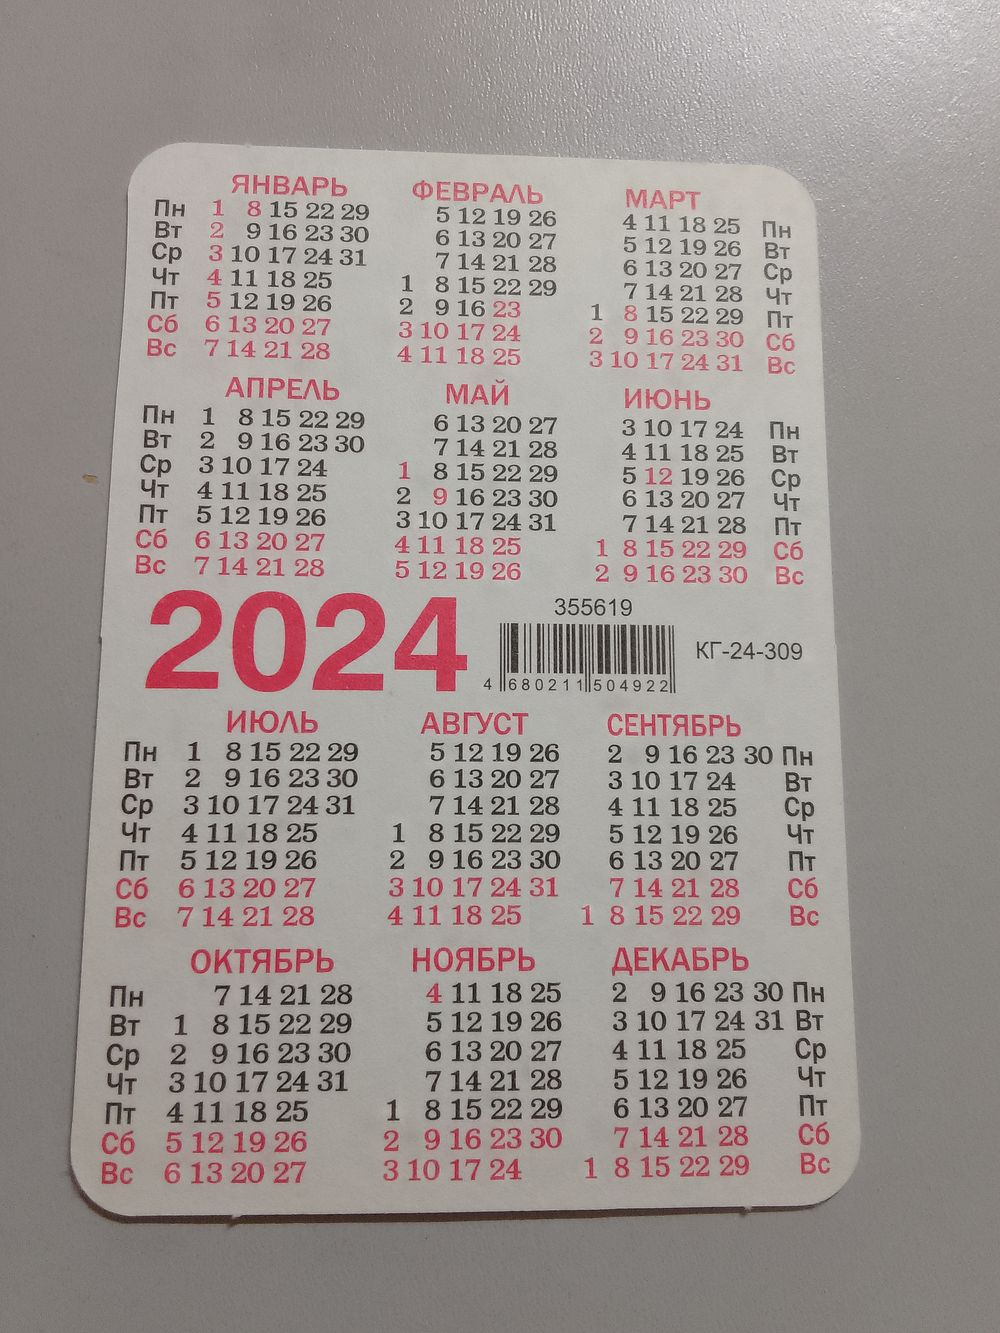 ЯНВАРЬ ФЕВРАЛЬ МАРТ
Пн 1 8 15 22 29 5 12 19 26 4 11 18 25 Пн
Вт 2 9 16 23 30 6 13 20 27 5 12 19 26 Вт
Ср 3 10 17 24 31 7 14 21 28 6 13 20 27 Ср
Чт 4 11 18 25 1 8 15 22 29 7 14 21 28 Чт
Пт 5 12 19 26 2 9 16 23 1 8 15 22 29 Пт
Сб 6 13 20 27 3 10 17 24 2 9 16 23 30 Сб
Вс 7 14 21 28 4 11 18 25 3 10 17 24 31 Вс
АПРЕЛЬ МАЙ ИЮНЬ
Пн 1 8 15 22 29 6 13 20 27 3 10 17 24 Пн
Вт 2 9 16 23 30 7 14 21 28 4 11 18 25 Вт
Ср 3 10 17 24 1 8 15 22 29 5 12 19 26 Ср
Чт 4 11 18 25 2 9 16 23 30 6 13 20 27 Чт
Пт 5 12 19 26 3 10 17 24 31 7 14 21 28 Пт
Сб 6 13 20 27 4 11 18 25 1 8 15 22 29 Сб
Вс 7 14 21 28 5 12 19 26 2 9 16 23 30 Вс
2024
355619
4 680211 504922
КГ-24-309
ИЮЛЬ АВГУСТ СЕНТЯБРЬ
Пн 1 8 15 22 29 5 12 19 26 2 9 16 23 30 Пн
Вт 2 9 16 23 30 6 13 20 27 3 10 17 24 Вт
Ср 3 10 17 24 31 7 14 21 28 4 11 18 25 Ср
Чт 4 11 18 25 1 8 15 22 29 5 12 19 26 Чт
Пт 5 12 19 26 2 9 16 23 30 6 13 20 27 Пт
Сб 6 13 20 27 3 10 17 24 31 7 14 21 28 Сб
Вс 7 14 21 28 4 11 18 25 1 8 15 22 29 Вс
ОКТЯБРЬ НОЯБРЬ ДЕКАБРЬ
Пн 7 14 21 28 4 11 18 25 2 9 16 23 30 Пн
Вт 1 8 15 22 29 5 12 19 26 3 10 17 24 31 Вт
Ср 2 9 16 23 30 6 13 20 27 4 11 18 25 Ср
Чт 3 10 17 24 31 7 14 21 28 5 12 19 26 Чт
Пт 4 11 18 25 1 8 15 22 29 6 13 20 27 Пт
Сб 5 12 19 26 2 9 16 23 30 7 14 21 28 Сб
Вс 6 13 20 27 3 10 17 24 1 8 15 22 29 Вс